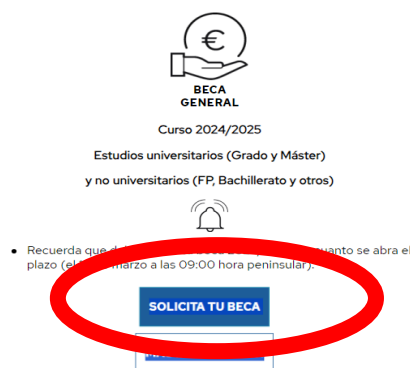 BECA
GENERAL
Curso 2024/2025
Estudios universitarios (Grado y Máster)
y no universitarios (FP, Bachillerato y otros)
• Recuerda que uanto se abra el
plazo (el marzo a las 09:00 hora peninsular).
SOLICITA TU BECA